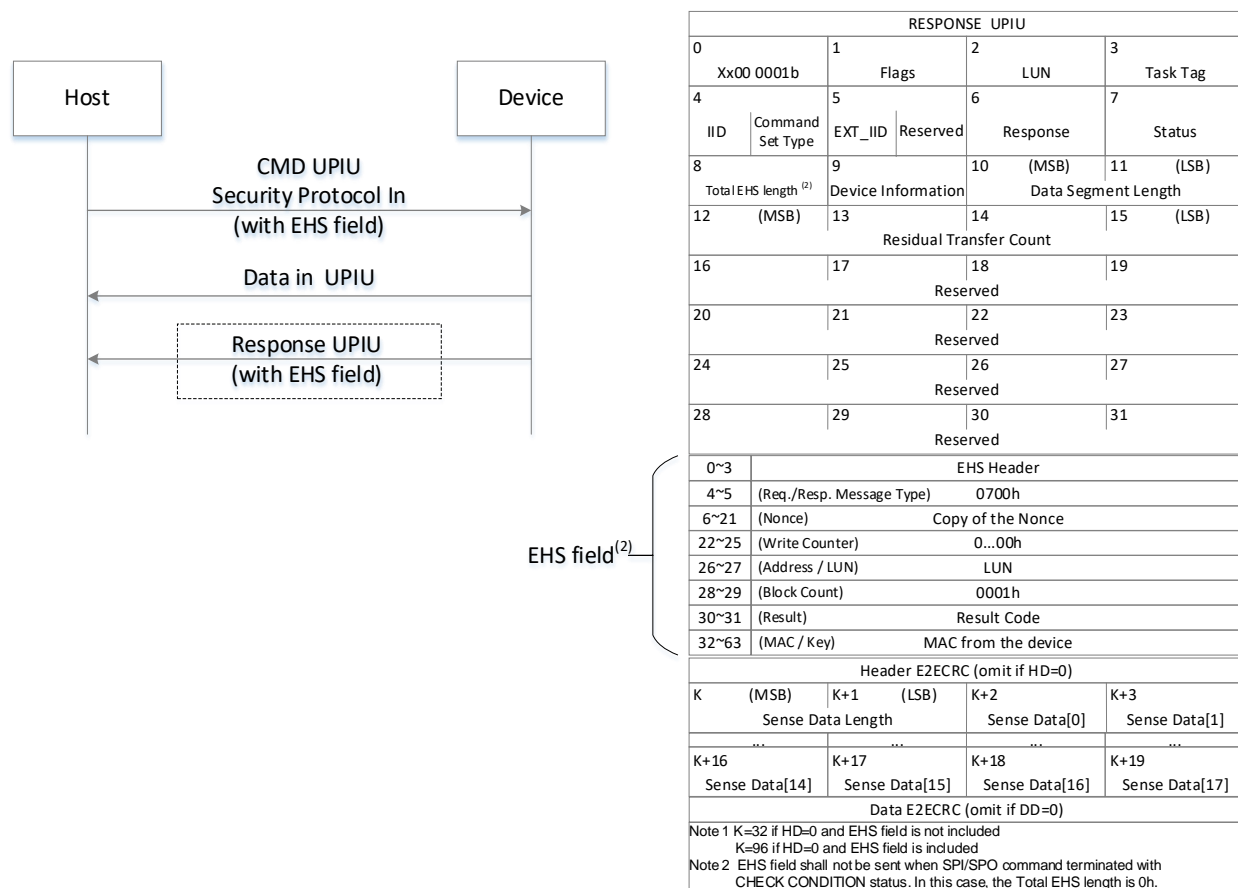 Host
Device
CMD UPIU
Security Protocol In
(with EHS field)
Data in UPIU
Response UPIU
(with EHS field)
RESPONSE UPIU
0 1 2 3
Xx00 0001b Flags LUN Task Tag
4 5 6 7
IID Command Set Type EXT_IID Reserved Response Status
8 9 10 (MSB) 11 (LSB)
Total EHS length (2) Device Information Data Segment Length
12 (MSB) 13 14 15 (LSB)
Residual Transfer Count
16 17 18 19
Reserved
20 21 22 23
Reserved
24 25 26 27
Reserved
28 29 30 31
Reserved
EHS field(2)
0~3 EHS Header
4~5 (Req./Resp. Message Type) 0700h
6~21 (Nonce) Copy of the Nonce
22~25 (Write Counter) 0...00h
26~27 (Address / LUN) LUN
28~29 (Block Count) 0001h
30~31 (Result) Result Code
32~63 (MAC / Key) MAC from the device
Header E2ECRC (omit if HD=0)
K (MSB) K+1 (LSB) K+2 K+3
Sense Data Length Sense Data[0] Sense Data[1]
... ... ... ...
K+16 K+17 K+18 K+19
Sense Data[14] Sense Data[15] Sense Data[16] Sense Data[17]
Data E2ECRC (omit if DD=0)
Note 1 K=32 if HD=0 and EHS field is not included
K=96 if HD=0 and EHS field is included
Note 2 EHS field shall not be sent when SPI/SPO command terminated with
CHECK CONDITION status. In this case, the Total EHS length is 0h.